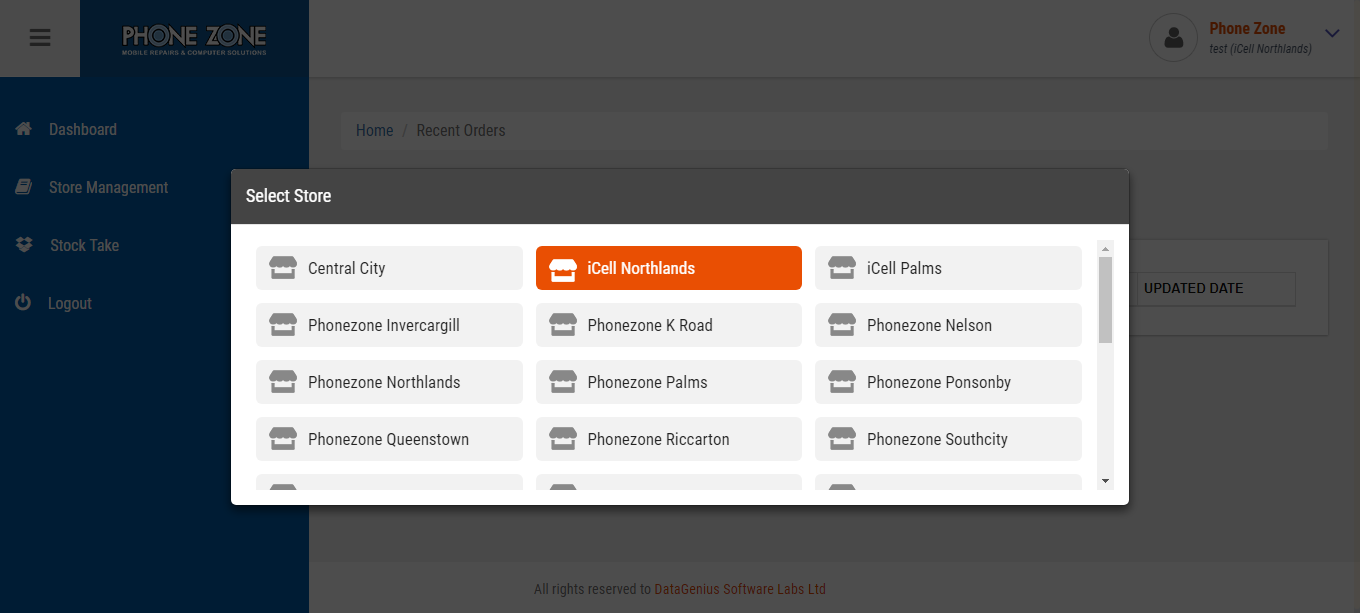 PHONE ZONE
MOBILE REPAIRS & COMPUTER SOLUTIONS
Phone Zone
test (iCell Northlands)
Dashboard
Store Management
Stock Take
Logout
Home / Recent Orders
Select Store
Central City
iCell Northlands
iCell Palms
Phonezone Invercargill
Phonezone K Road
Phonezone Nelson
Phonezone Northlands
Phonezone Palms
Phonezone Ponsonby
Phonezone Queenstown
Phonezone Riccarton
Phonezone Southcity
UPDATED DATE
All rights reserved to DataGenius Software Labs Ltd